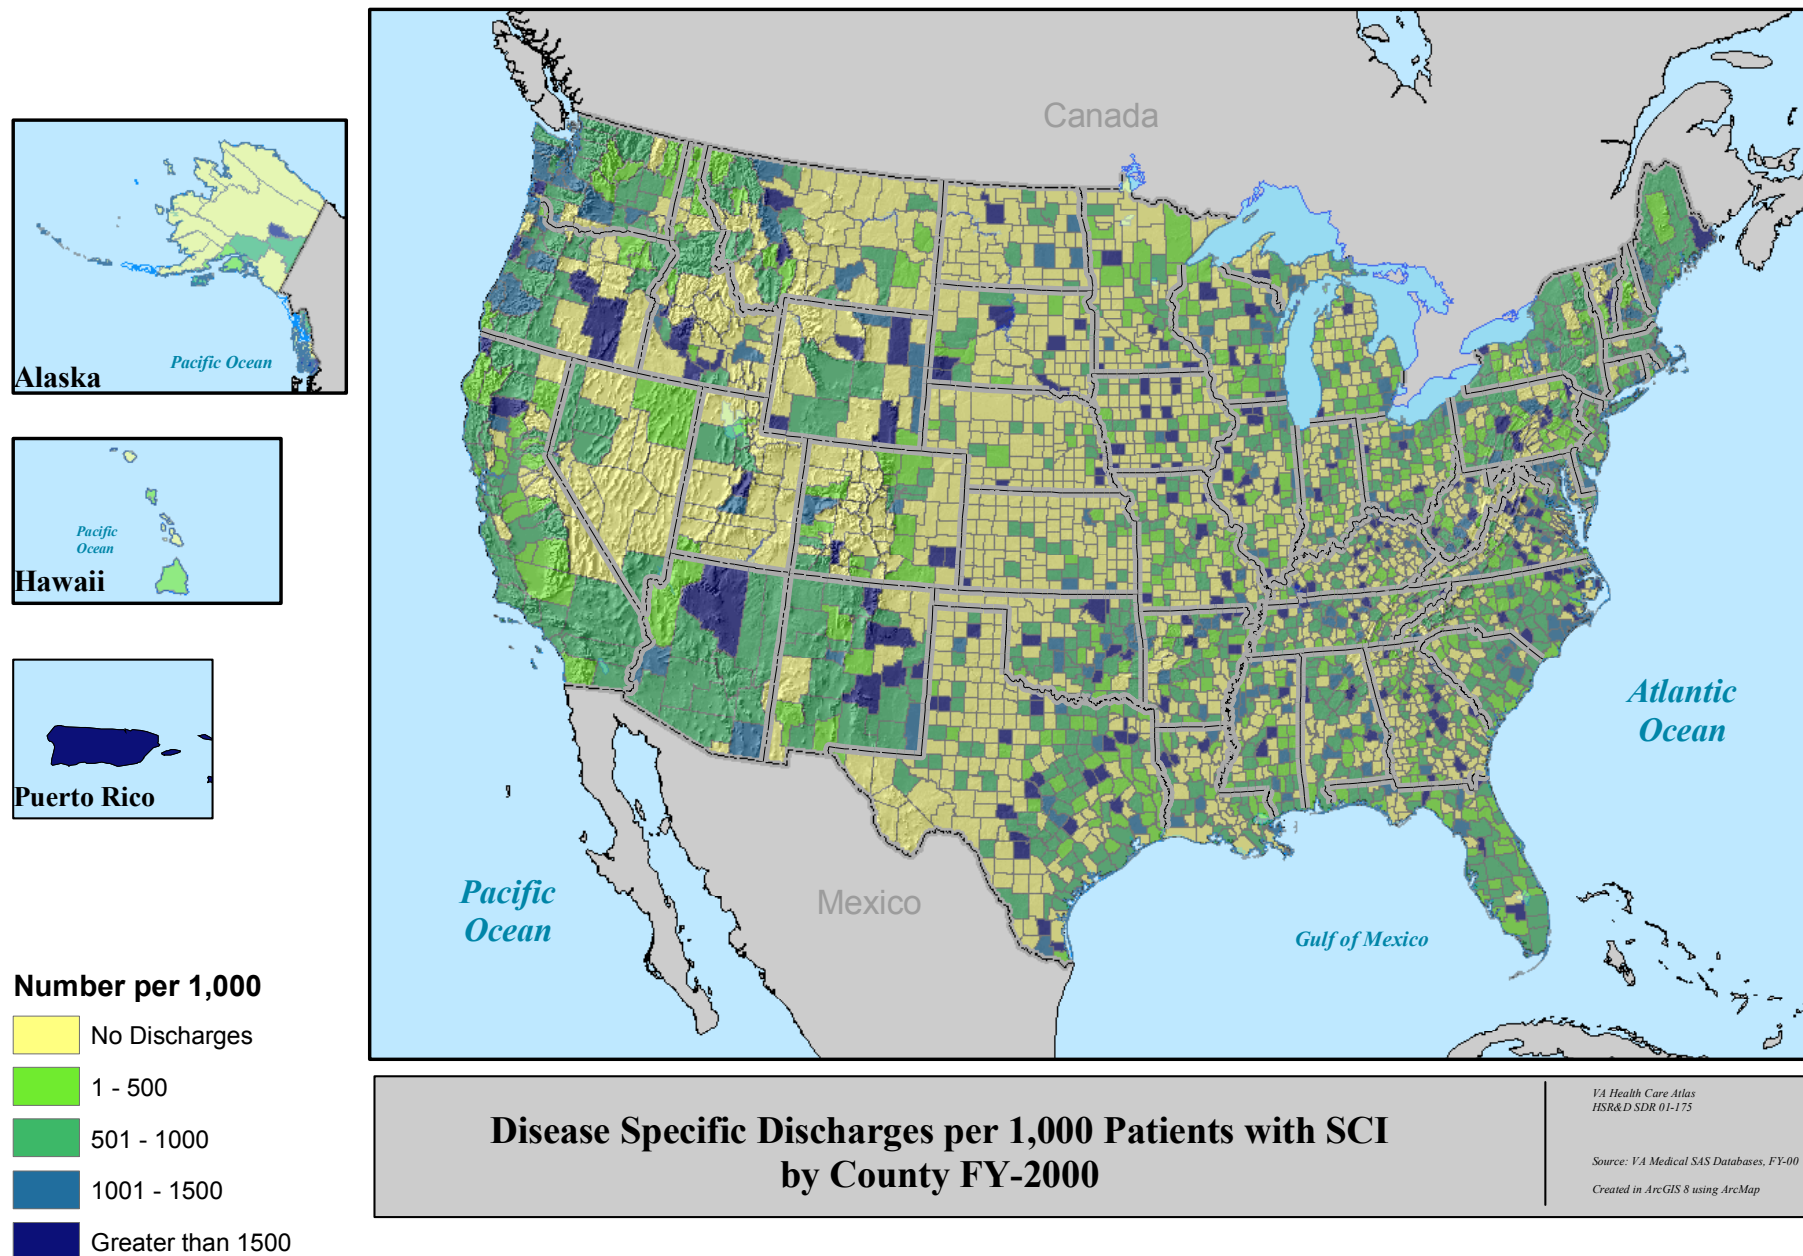 Canada
Pacific Ocean
Alaska
Pacific
Ocean
Hawaii
Puerto Rico
Atlantic
Ocean
Pacific
Ocean
Mexico
Gulf of Mexico
Number per 1,000
No Discharges
1 - 500
501 - 1000
1001 - 1500
Greater than 1500
Disease Specific Discharges per 1,000 Patients with SCI
by County FY-2000
VA Health Care Atlas
HSR&D SDR 01-175
Source: VA Medical SAS Databases, FY-00
Created in ArcGIS 8 using ArcMap